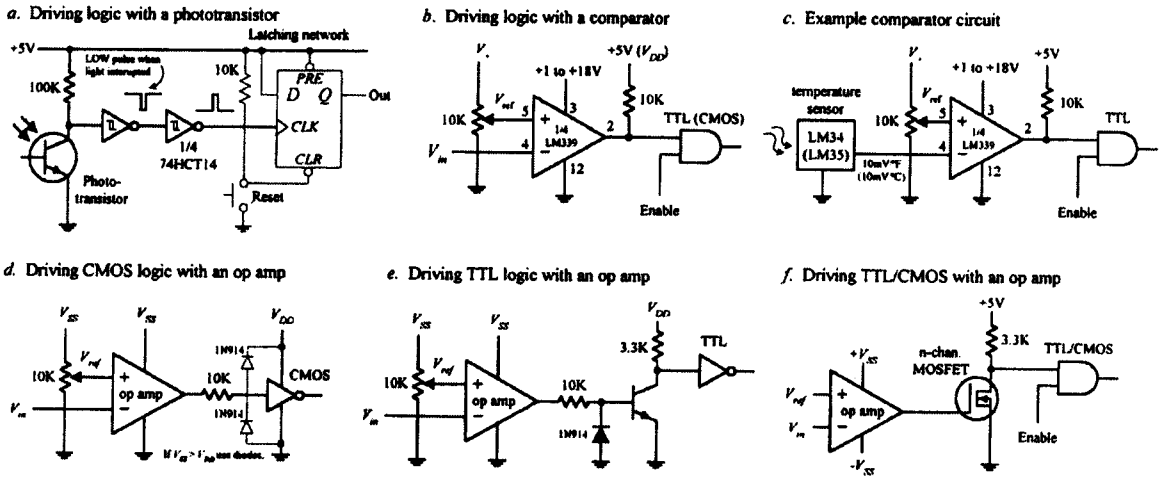 a. Driving logic with a phototransistor
Latching network
+5V
LOW pulse when
light interrupted
100K
10K
PRE
D Q
Out
CLK
CLR
1/4
74HCT14
Photo-
transistor
Reset
b. Driving logic with a comparator
V+
+5V (VDD)
+1 to +18V
Vref
10K
5
+
3
1/4
LM339
2
10K
TTL (CMOS)
Vin
4
−
12
Enable
c. Example comparator circuit
V+
+5V
+1 to +18V
temperature
sensor
LM34
(LM35)
Vref
10K
5
+
3
1/4
LM339
2
10K
TTL
4
−
12
10mV/°F
(10mV/°C)
Enable
d. Driving CMOS logic with an op amp
VSS
VSS
VDD
1N914
Vref
10K
+
op amp
−
10K
CMOS
Vin
1N914
If VSS > VDD use diodes.
e. Driving TTL logic with an op amp
VSS
VSS
VDD
3.3K
TTL
Vref
10K
+
op amp
−
10K
Vin
1N914
f. Driving TTL/CMOS with an op amp
+5V
3.3K
n-chan.
MOSFET
TTL/CMOS
+VSS
Vref
+
op amp
Vin
−
-VSS
Enable